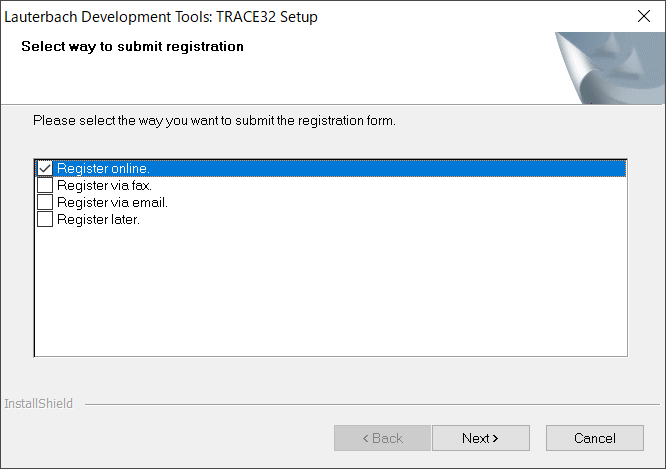 Lauterbach Development Tools: TRACE32 Setup
Select way to submit registration
Please select the way you want to submit the registration form.
Register online.
Register via fax.
Register via email.
Register later.
InstallShield
< Back
Next >
Cancel